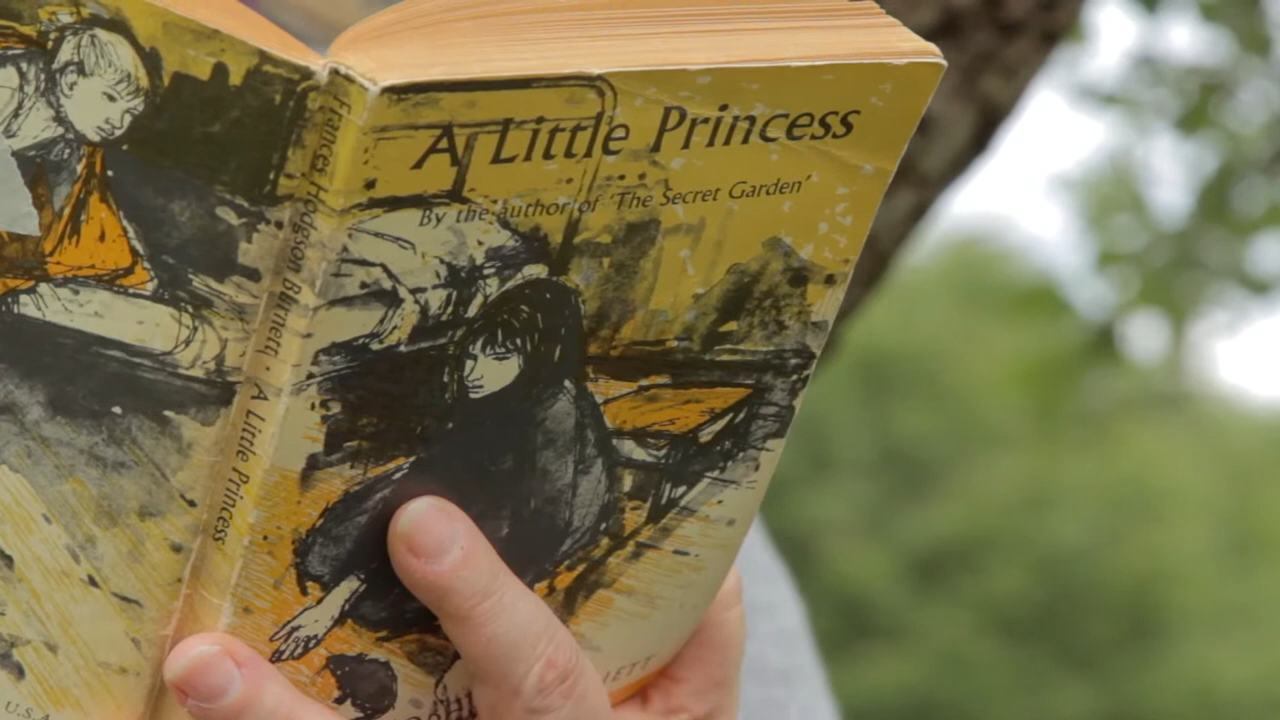 A Little Princess
By the author of 'The Secret Garden'
Frances Hodgson Burnett · A Little Princess
U.S.A.